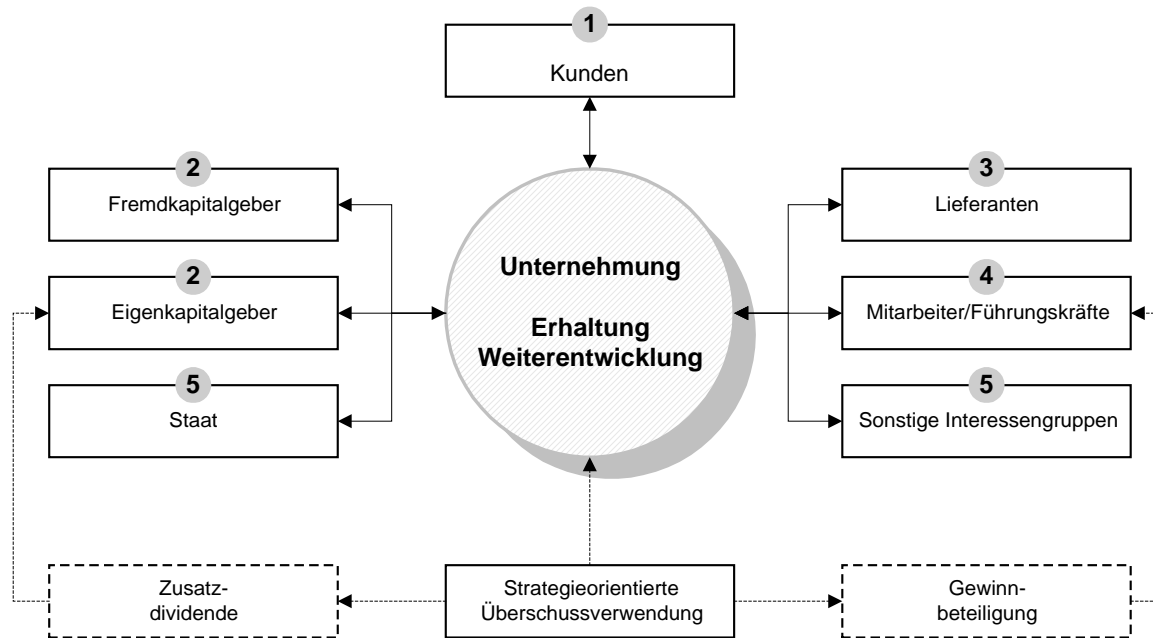 1
Kunden
2
Fremdkapitalgeber
3
Lieferanten
2
Eigenkapitalgeber
Unternehmung
Erhaltung
Weiterentwicklung
4
Mitarbeiter/Führungskräfte
5
Staat
5
Sonstige Interessengruppen
Zusatz-
dividende
Strategieorientierte
Überschussverwendung
Gewinn-
beteiligung